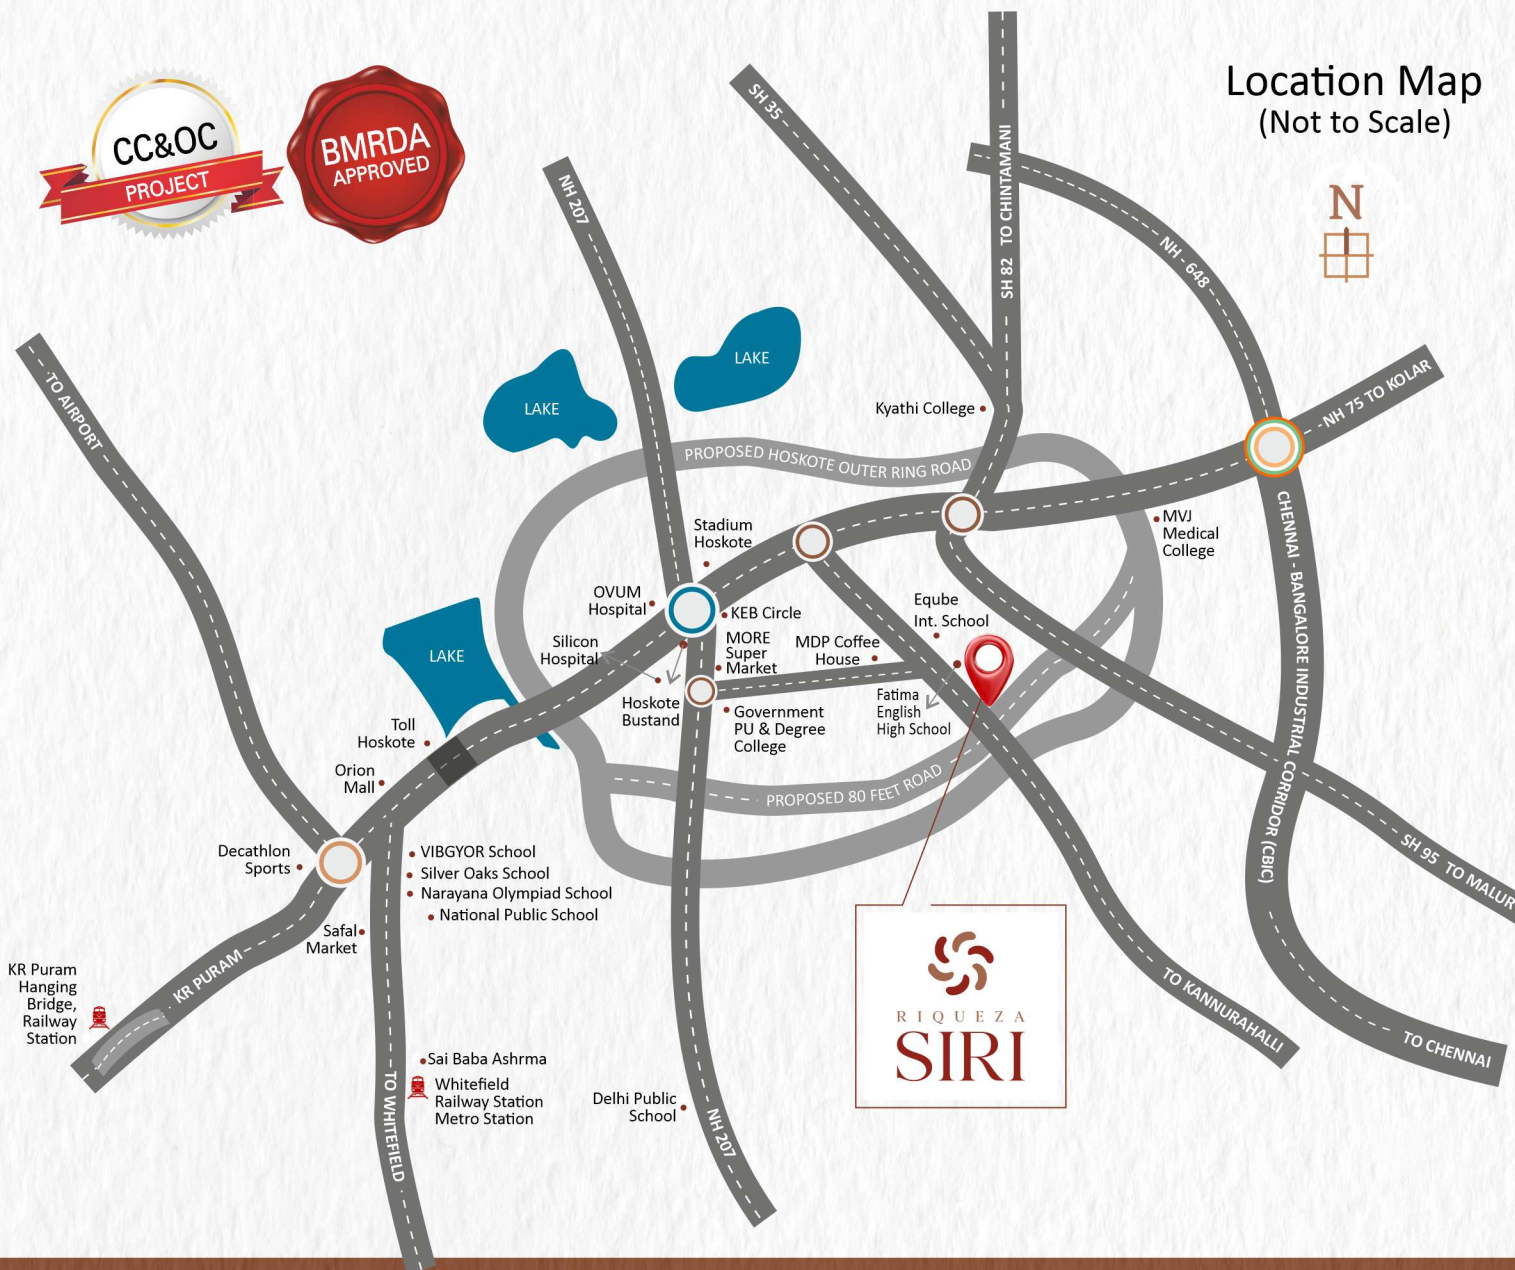 Location Map
(Not to Scale)
N
CC&OC
PROJECT
BMRDA
APPROVED
SH 35
SH 82 TO CHINTAMANI
NH 207
NH - 648
NH 75 TO KOLAR
TO AIRPORT
LAKE
LAKE
Kyathi College
PROPOSED HOSKOTE OUTER RING ROAD
Stadium
Hoskote
MVJ
Medical
College
CHENNAI - BANGALORE INDUSTRIAL CORRIDOR (CBIC)
OVUM
Hospital
KEB Circle
Eqube
Int. School
Silicon
Hospital
MORE
Super
Market
MDP Coffee
House
LAKE
Hoskote
Bustand
Government
PU & Degree
College
Fatima
English
High School
Toll
Hoskote
Orion
Mall
PROPOSED 80 FEET ROAD
Decathlon
Sports
VIBGYOR School
Silver Oaks School
Narayana Olympiad School
National Public School
SH 95 TO MALUR
Safal
Market
KR PURAM
KR Puram
Hanging
Bridge,
Railway
Station
RIQUEZA
SIRI
TO KANNURAHALLI
TO CHENNAI
Sai Baba Ashrma
Whitefield
Railway Station
Metro Station
TO WHITEFIELD
Delhi Public
School
NH 207